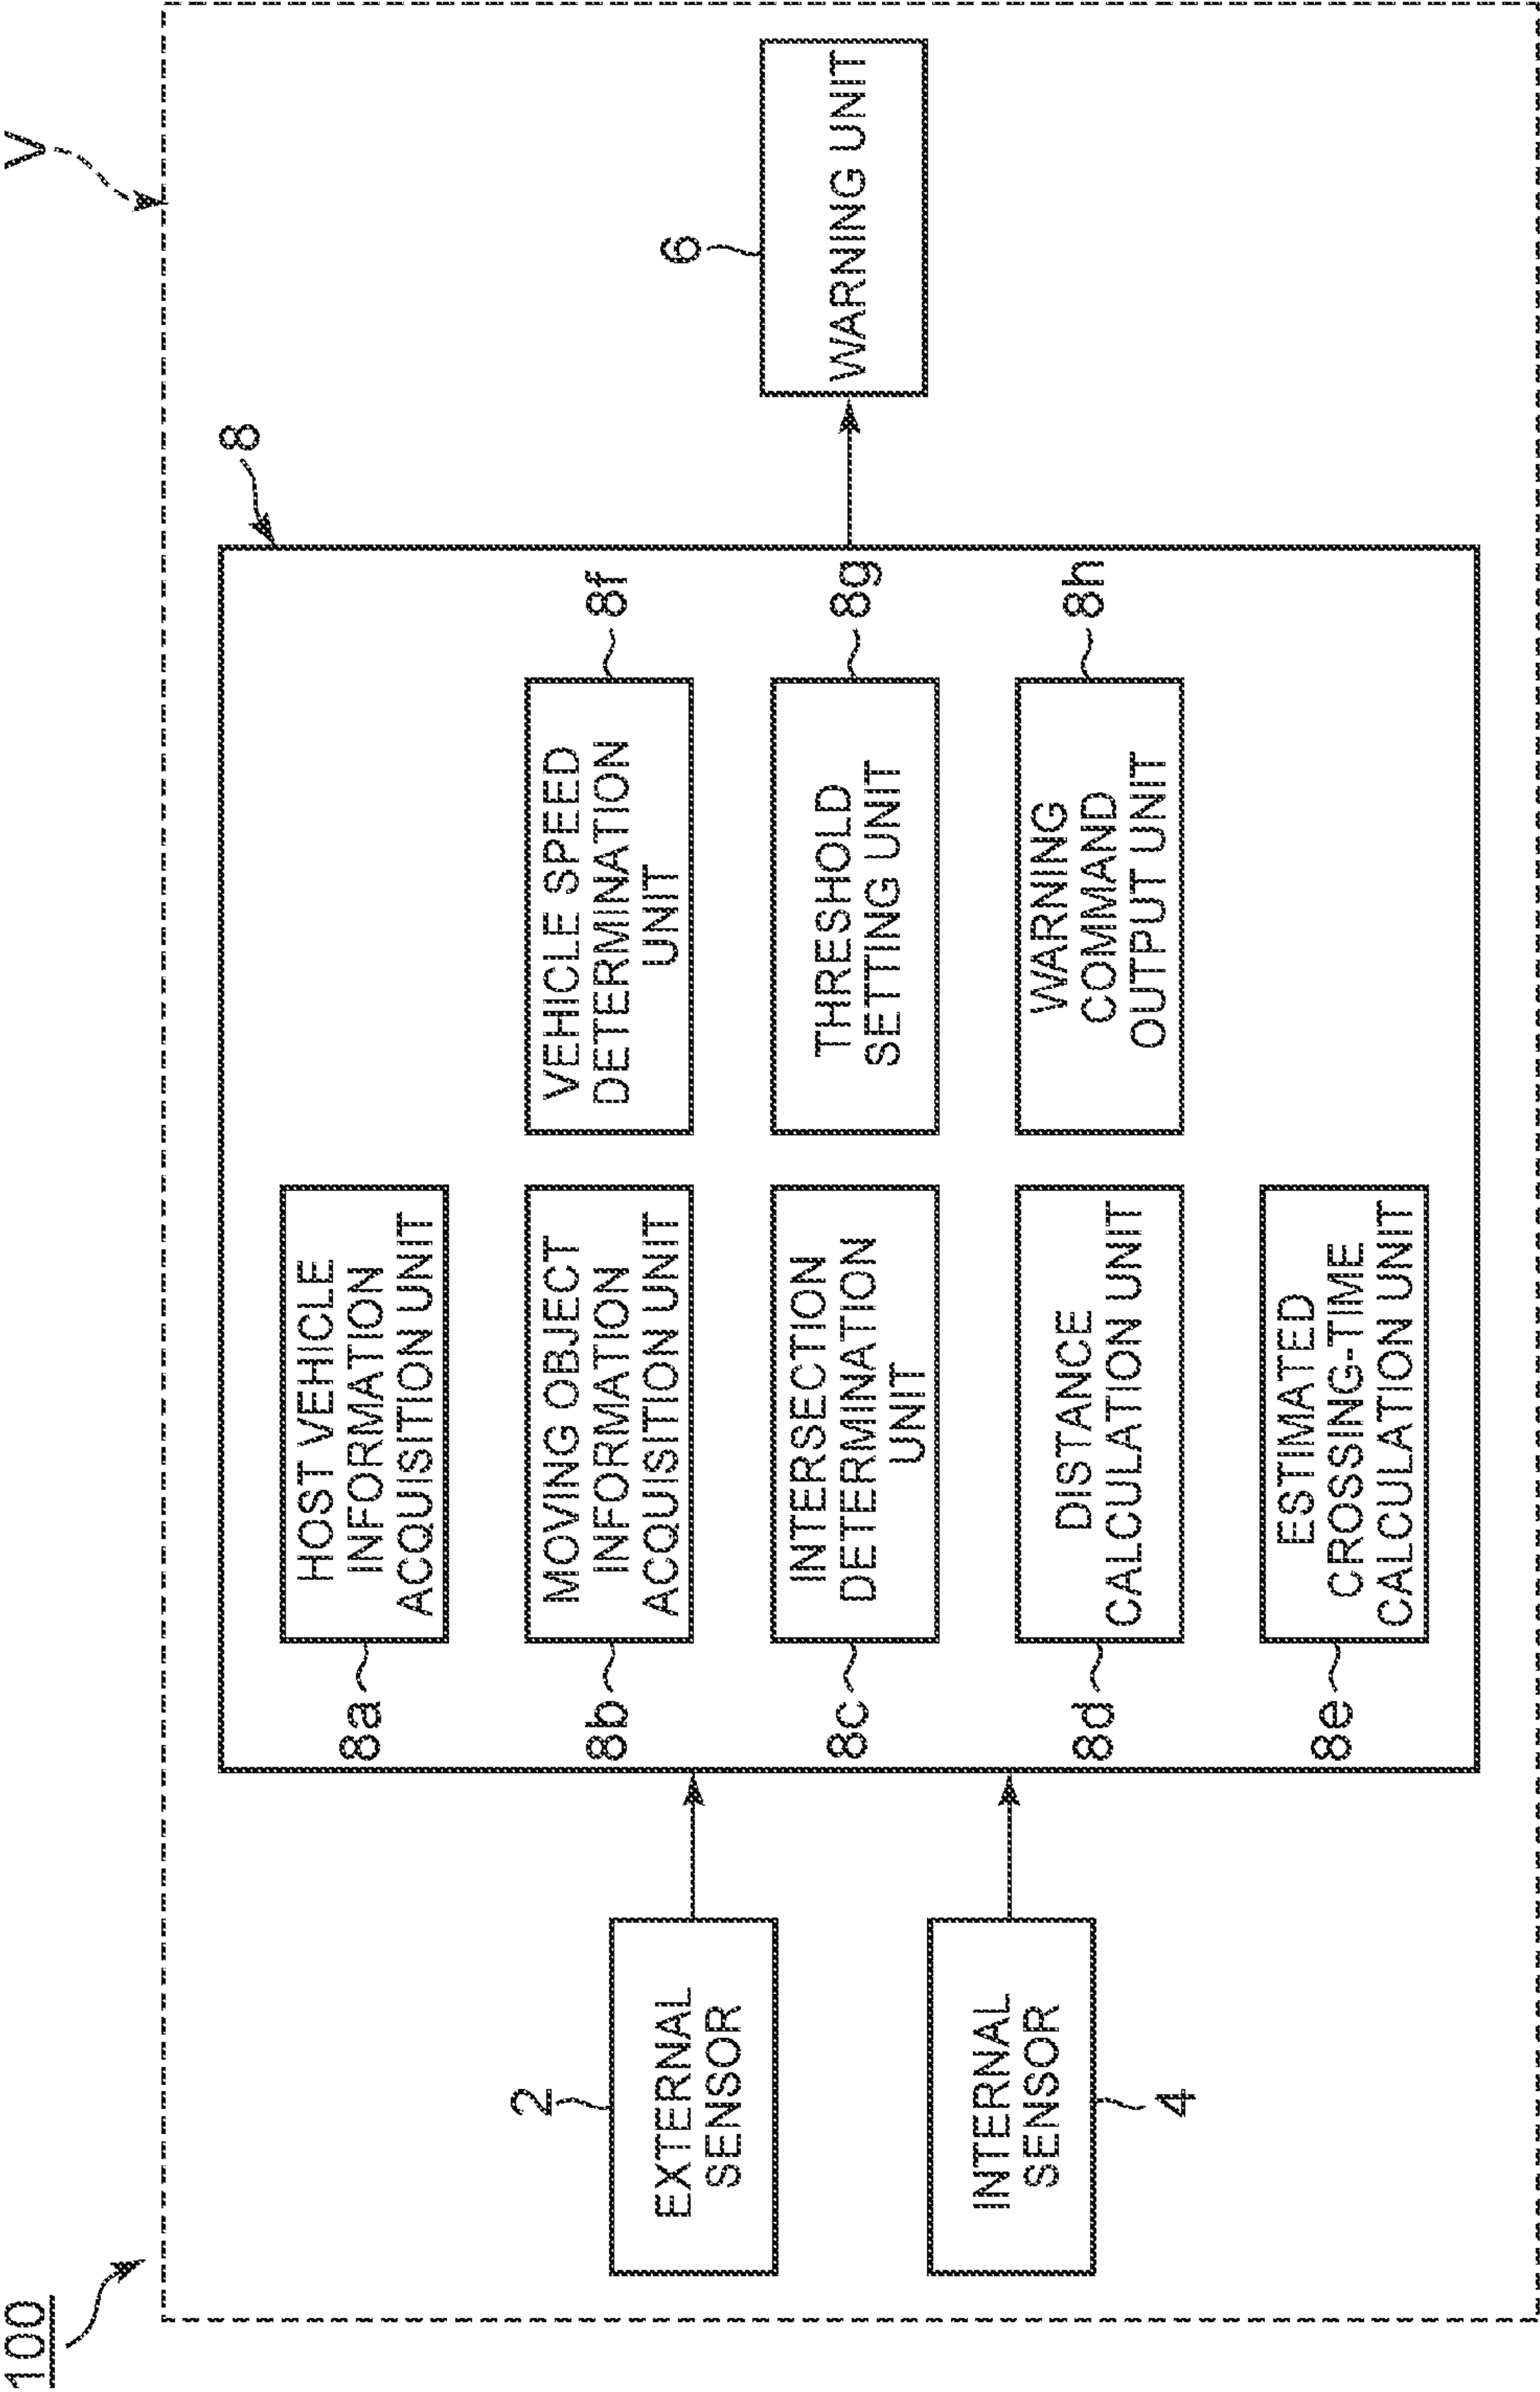 100
V
2
EXTERNAL
SENSOR
INTERNAL
SENSOR
4
8
8a
HOST VEHICLE
INFORMATION
ACQUISITION UNIT
8b
MOVING OBJECT
INFORMATION
ACQUISITION UNIT
8c
INTERSECTION
DETERMINATION
UNIT
8d
DISTANCE
CALCULATION UNIT
8e
ESTIMATED
CROSSING-TIME
CALCULATION UNIT
VEHICLE SPEED
DETERMINATION
UNIT
8f
THRESHOLD
SETTING UNIT
8g
WARNING
COMMAND
OUTPUT UNIT
8h
6
WARNING UNIT